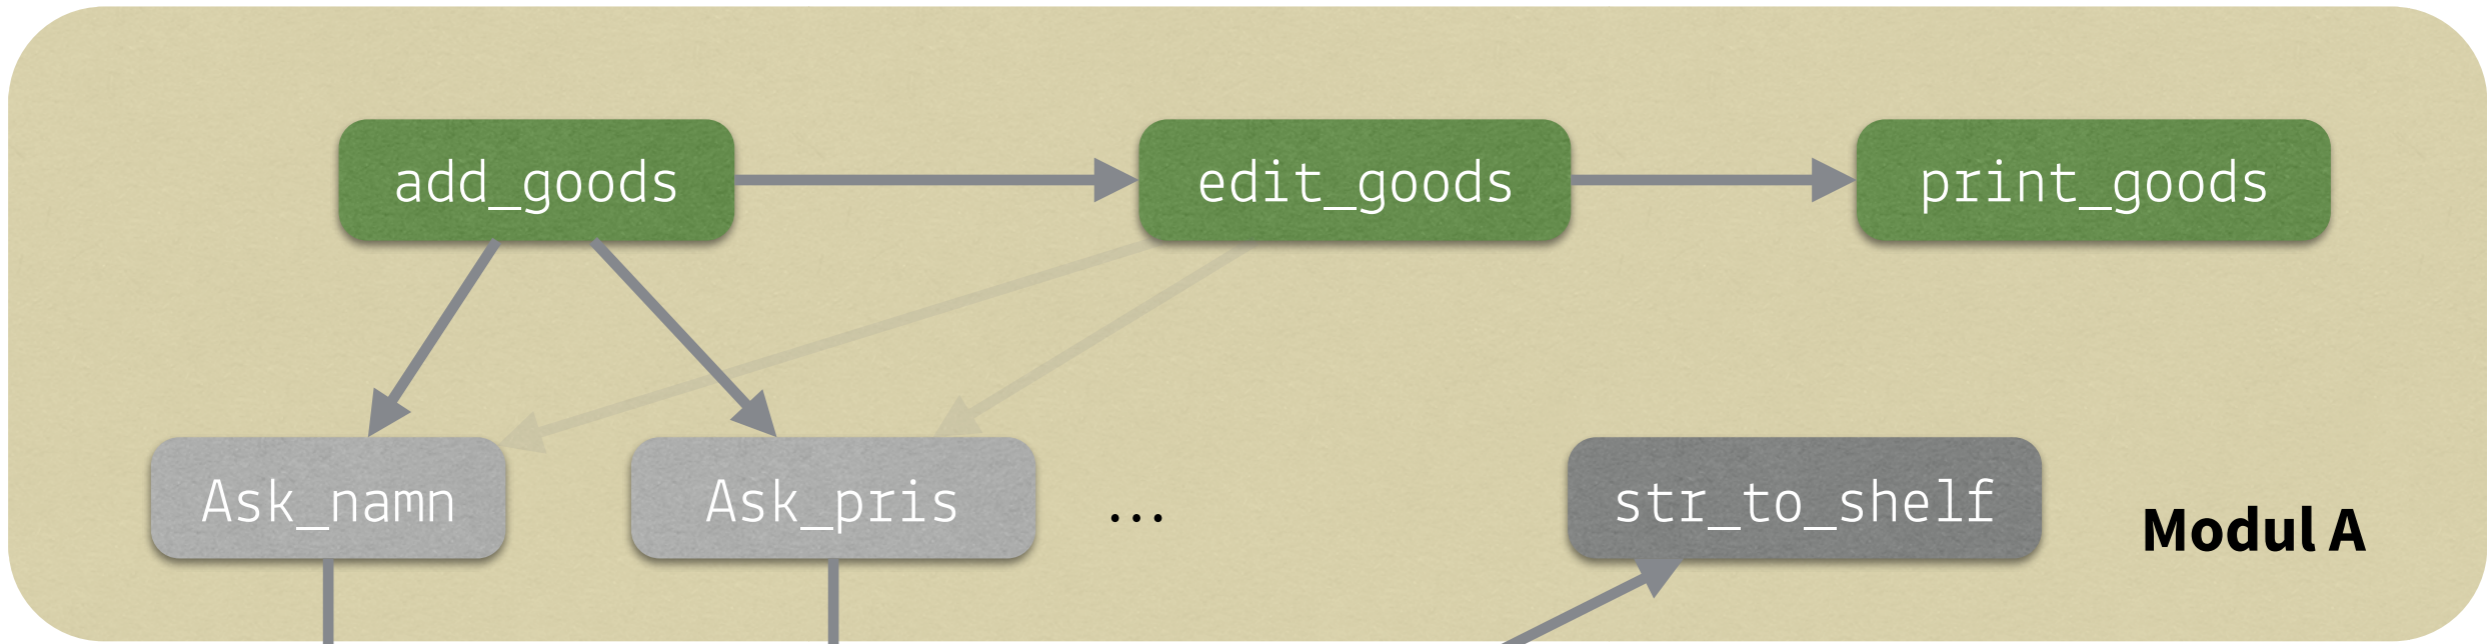 add_goods
edit_goods
print_goods
Ask_namn
Ask_pris
...
str_to_shelf
Modul A